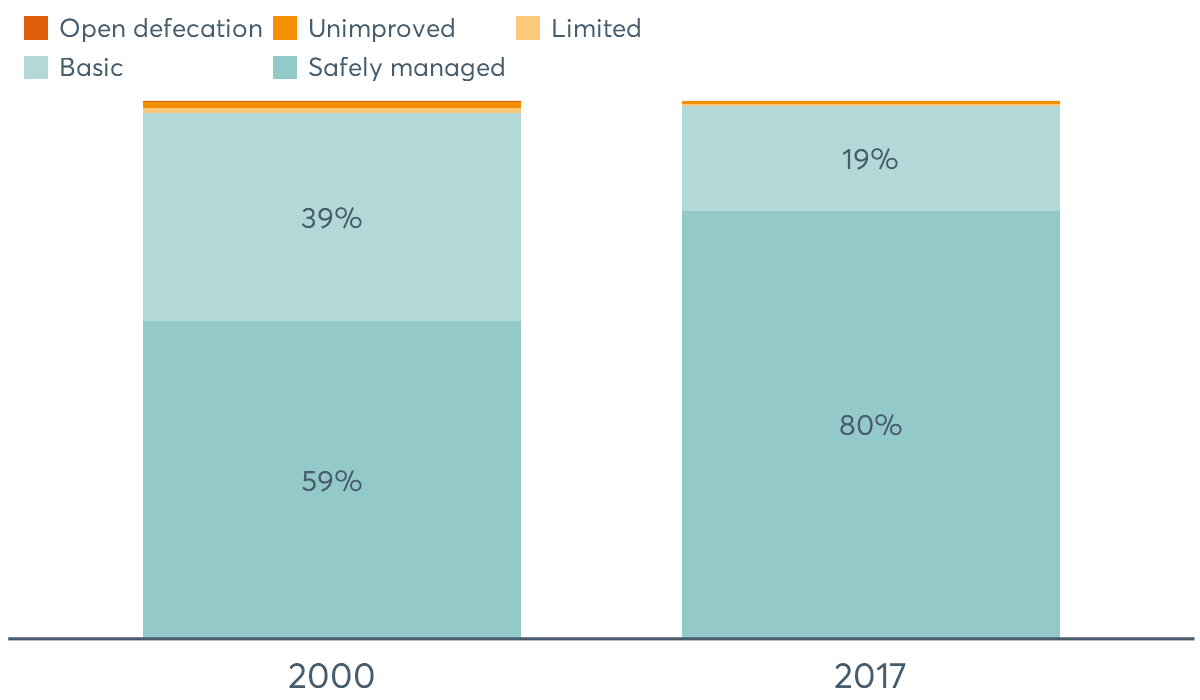 Open defecation Unimproved Limited
Basic Safely managed
39%
19%
59%
80%
2000 2017